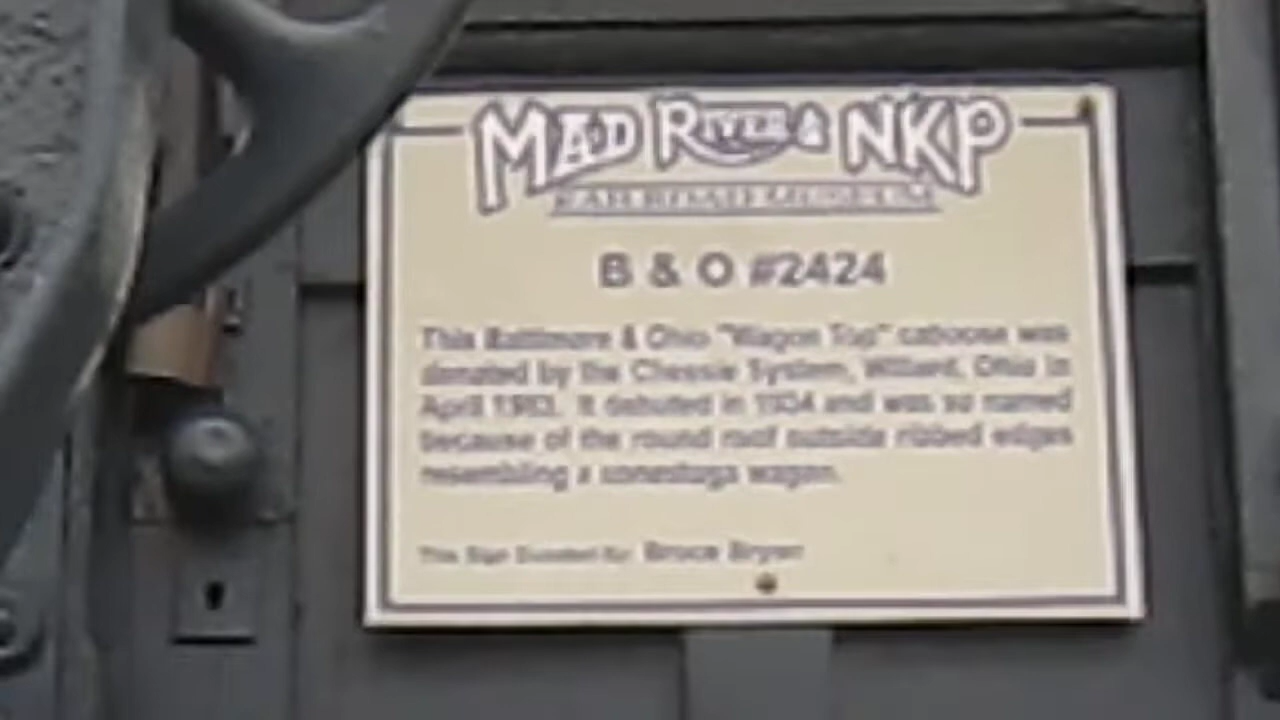 MAD RIVER & NKP
RAILROAD MUSEUM
B & O #2424
This Baltimore & Ohio "Wagon Top" caboose was
donated by the Chessie System, Willard, Ohio in
April 1983. It debuted in 1934 and was so named
because of the round roof outside ribbed edges
resembling a conestoga wagon.
This Sign Donated By: Bruce Bryan